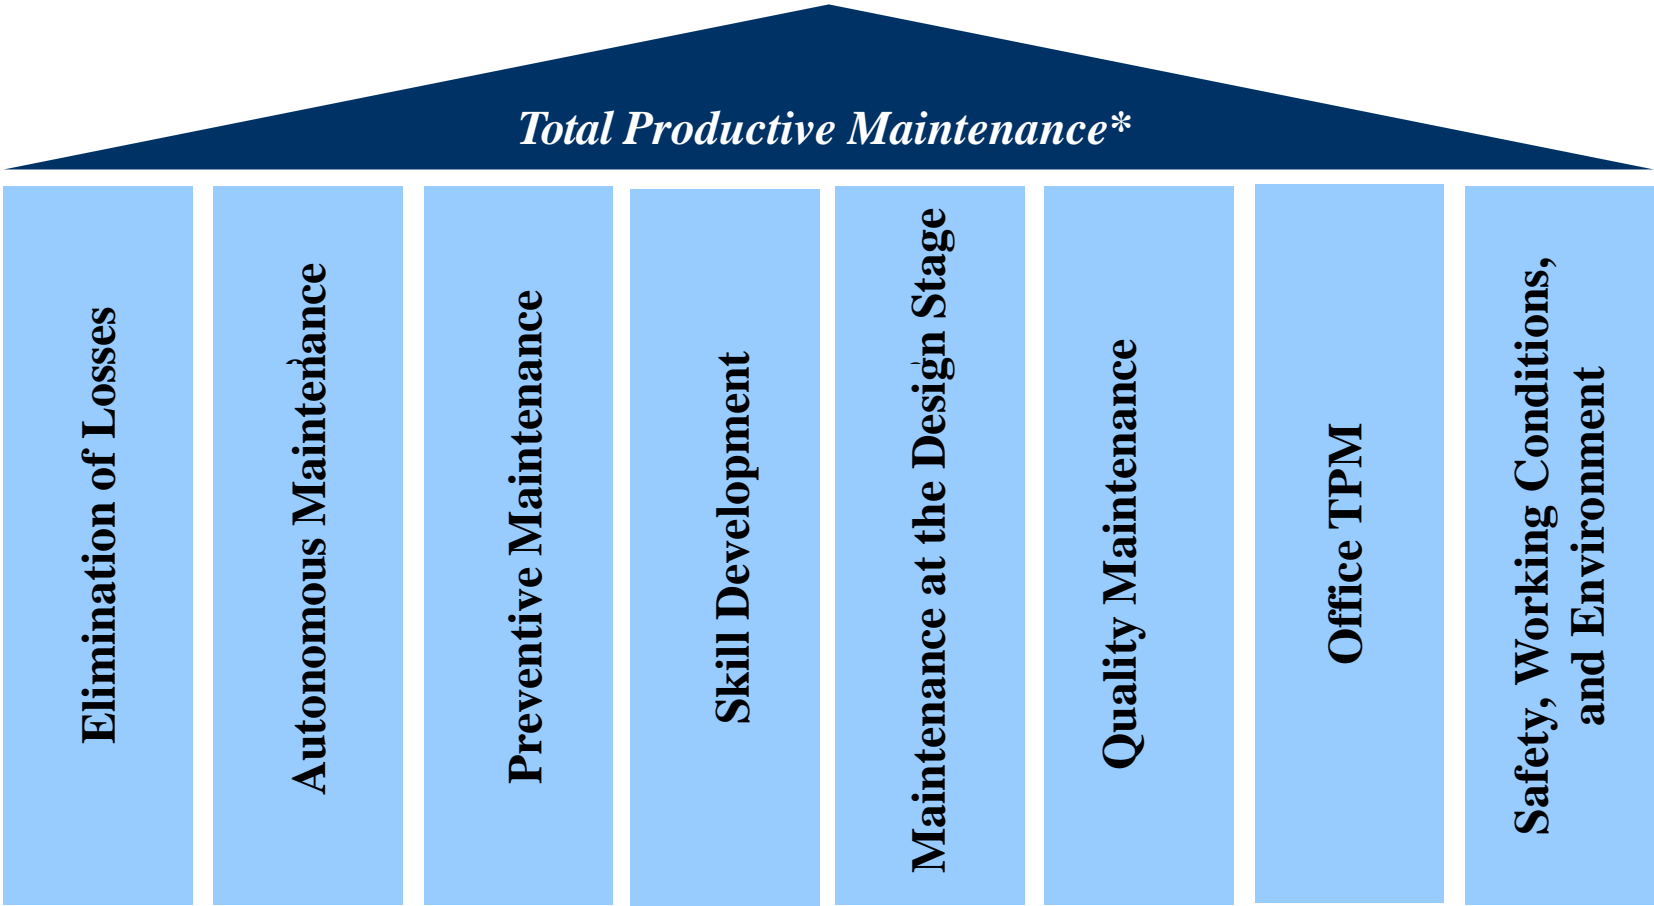 Total Productive Maintenance*
Elimination of Losses
Autonomous Maintenance
Preventive Maintenance
Skill Development
Maintenance at the Design Stage
Quality Maintenance
Office TPM
Safety, Working Conditions,
and Environment